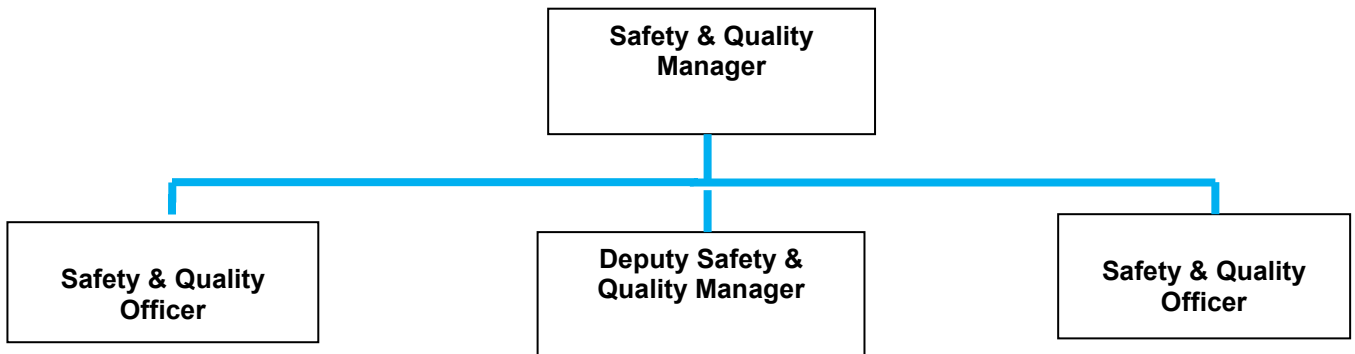 Safety & Quality
Manager
Safety & Quality
Officer
Deputy Safety &
Quality Manager
Safety & Quality
Officer